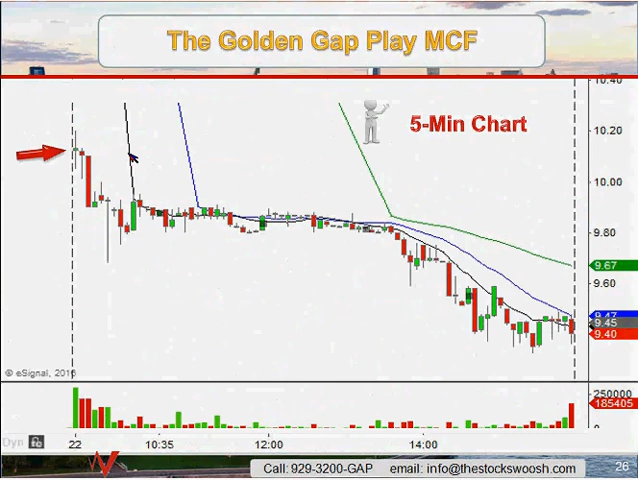 The Golden Gap Play MCF
10.40
5-Min Chart
10.20
10.00
9.80
9.67
9.60
9.47
9.45
9.40
© eSignal, 2010
250000
185405
0
Dyn
22 10:35 12:00 14:00
Call: 929-3200-GAP email: info@thestockswoosh.com 26